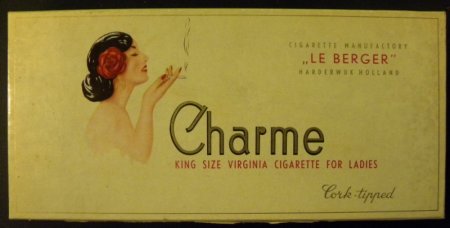 CIGARETTE MANUFACTORY
„LE BERGER"
HARDERWIJK HOLLAND
Charme
KING SIZE VIRGINIA CIGARETTE FOR LADIES
Cork-tipped